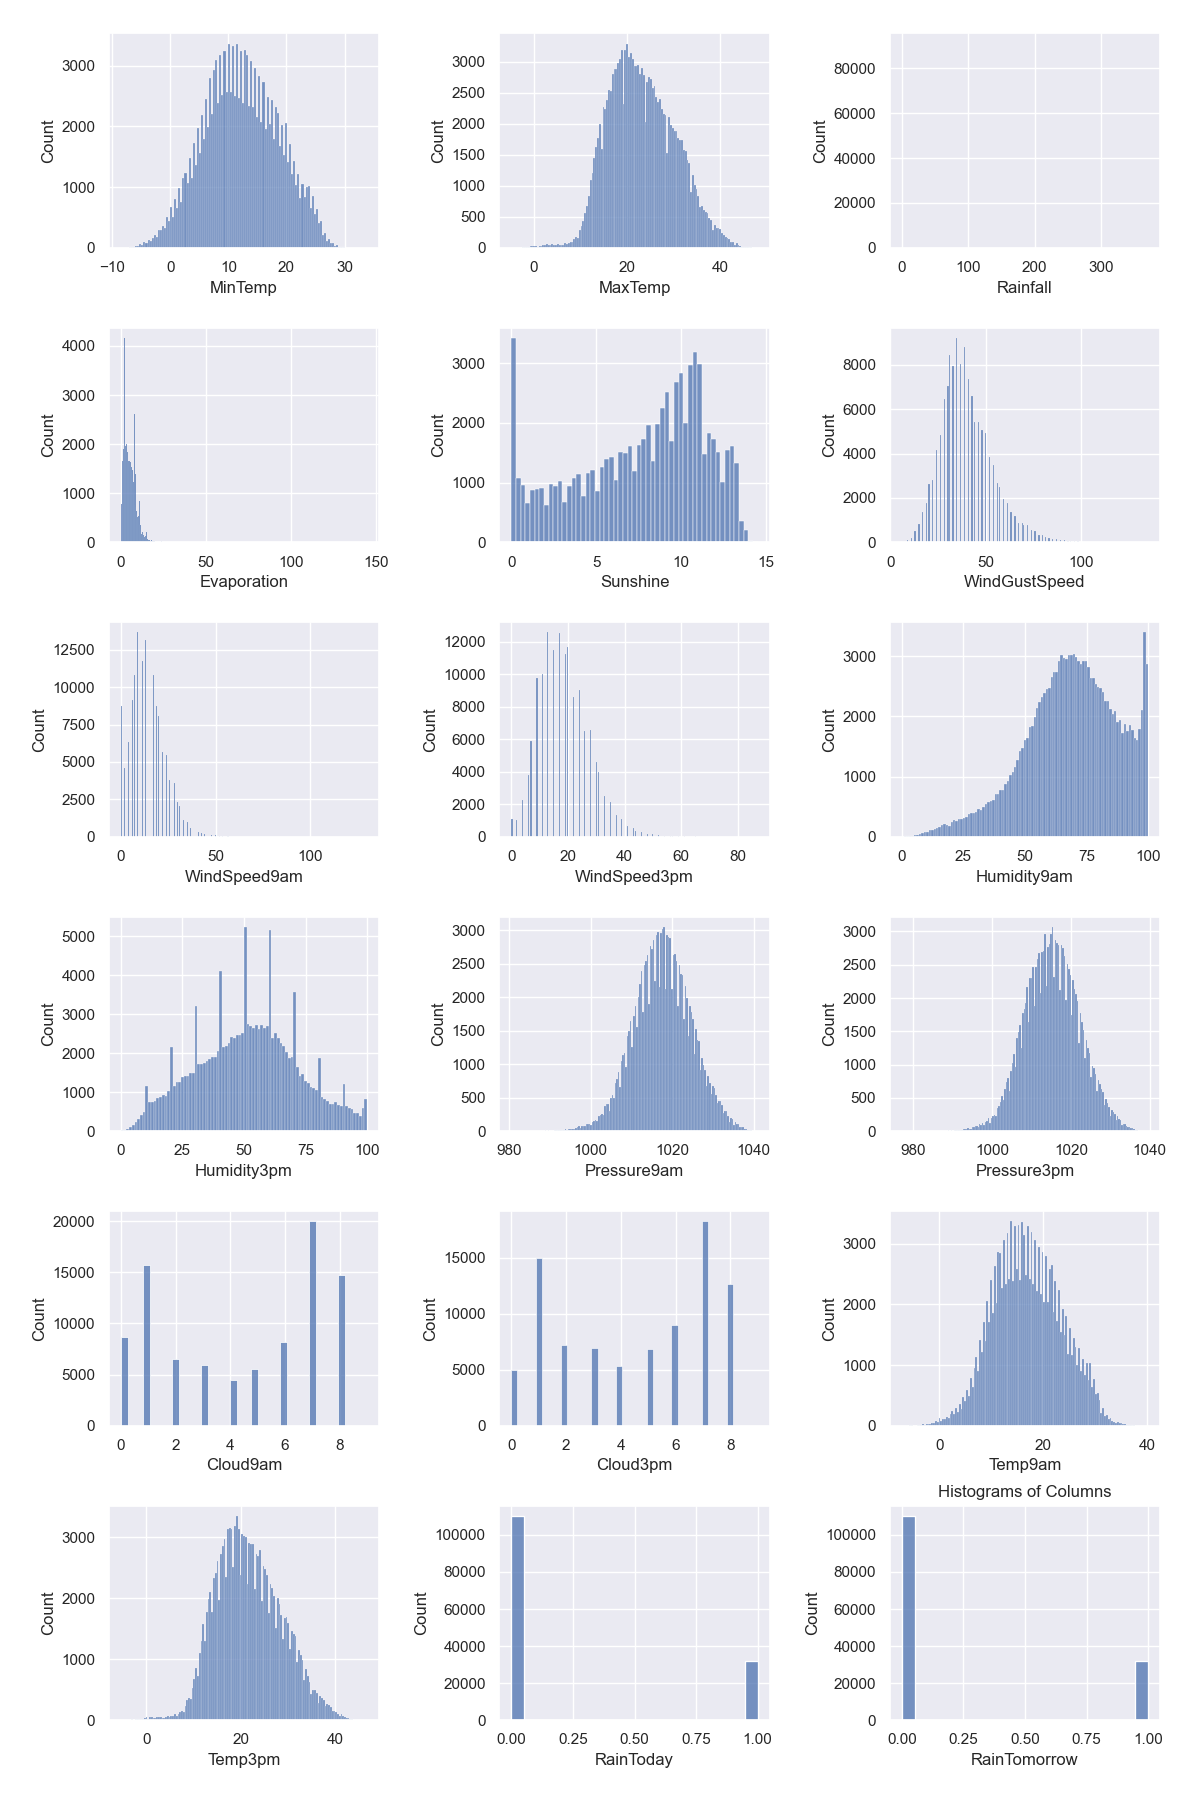 3000
2000
1000
0
Count
−10 0 10 20 30
MinTemp
3000
2500
2000
1500
1000
500
0
Count
0 20 40
MaxTemp
80000
60000
40000
20000
0
Count
0 100 200 300
Rainfall
4000
3000
2000
1000
0
Count
0 50 100 150
Evaporation
3000
2000
1000
0
Count
0 5 10 15
Sunshine
8000
6000
4000
2000
0
Count
0 50 100
WindGustSpeed
12500
10000
7500
5000
2500
0
Count
0 50 100
WindSpeed9am
12000
10000
8000
6000
4000
2000
0
Count
0 20 40 60 80
WindSpeed3pm
3000
2000
1000
0
Count
0 25 50 75 100
Humidity9am
5000
4000
3000
2000
1000
0
Count
0 25 50 75 100
Humidity3pm
3000
2500
2000
1500
1000
500
0
Count
980 1000 1020 1040
Pressure9am
3000
2500
2000
1500
1000
500
0
Count
980 1000 1020 1040
Pressure3pm
20000
15000
10000
5000
0
Count
0 2 4 6 8
Cloud9am
15000
10000
5000
0
Count
0 2 4 6 8
Cloud3pm
3000
2000
1000
0
Count
0 20 40
Temp9am
3000
2000
1000
0
Count
0 20 40
Temp3pm
100000
80000
60000
40000
20000
0
Count
0.00 0.25 0.50 0.75 1.00
RainToday
Histograms of Columns
100000
80000
60000
40000
20000
0
Count
0.00 0.25 0.50 0.75 1.00
RainTomorrow